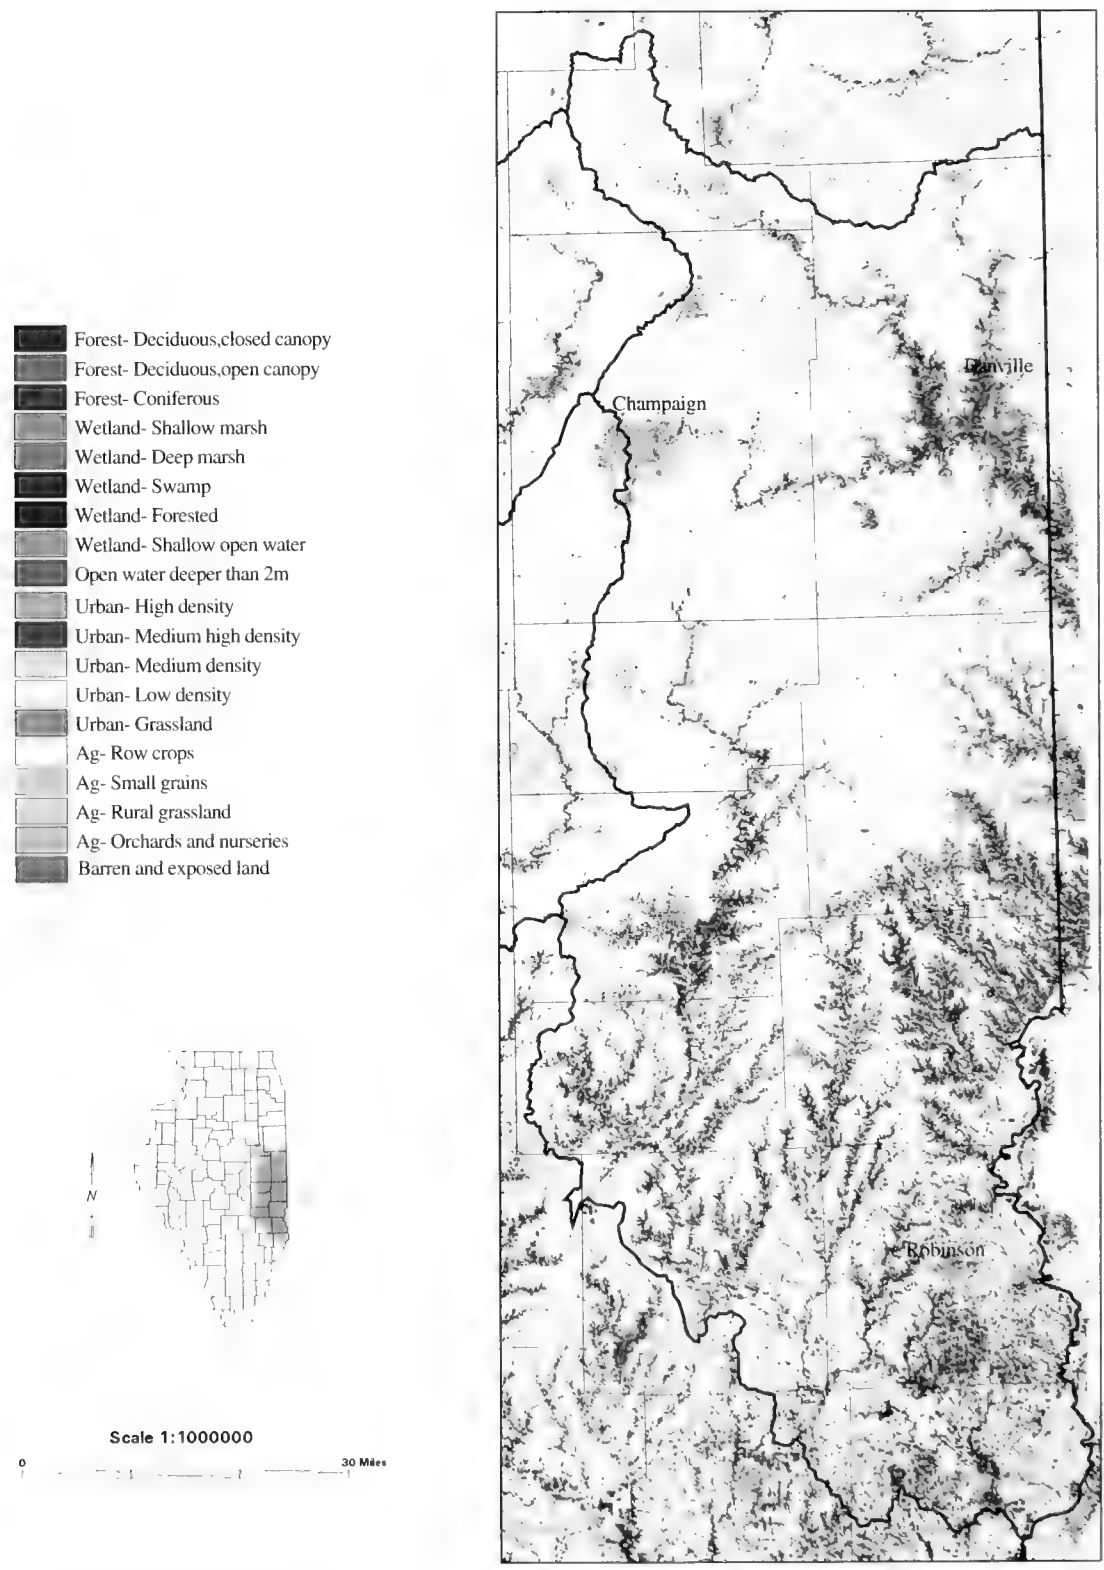 Forest- Deciduous,closed canopy
Forest- Deciduous,open canopy
Forest- Coniferous
Wetland- Shallow marsh
Wetland- Deep marsh
Wetland- Swamp
Wetland- Forested
Wetland- Shallow open water
Open water deeper than 2m
Urban- High density
Urban- Medium high density
Urban- Medium density
Urban- Low density
Urban- Grassland
Ag- Row crops
Ag- Small grains
Ag- Rural grassland
Ag- Orchards and nurseries
Barren and exposed land
N
Scale 1:1000000
0 30 Miles
Danville
Champaign
Robinson